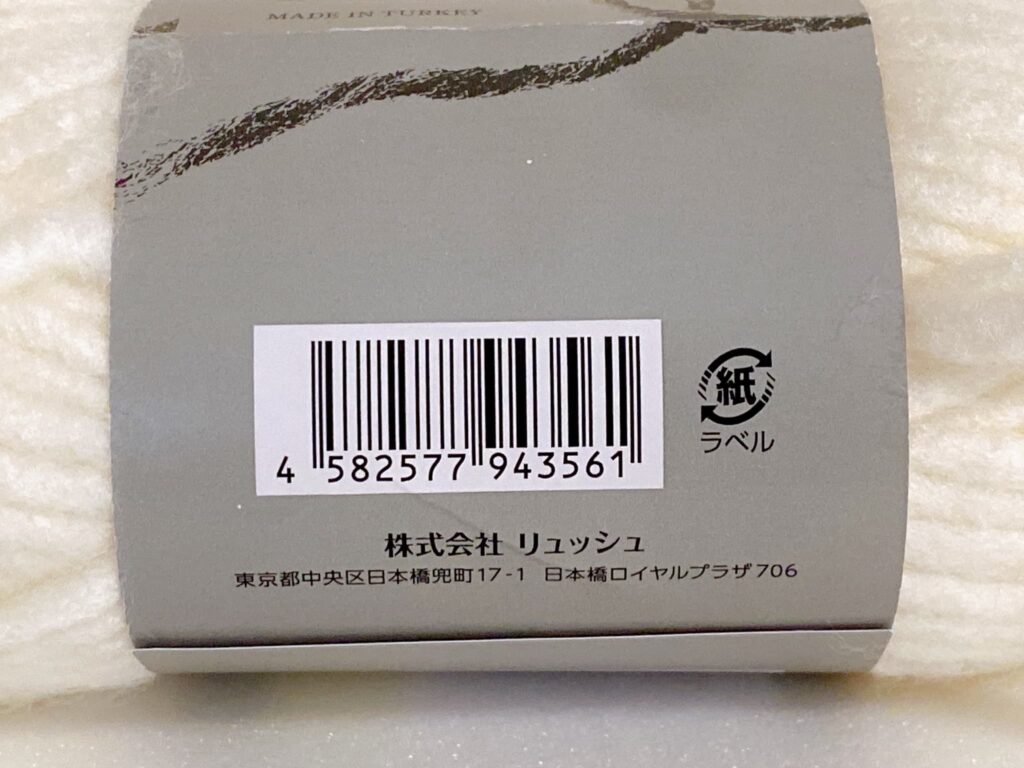 MADE IN TURKEY
4 582577 943561
紙
ラベル
株式会社 リュッシュ
東京都中央区日本橋兜町17-1 日本橋ロイヤルプラザ706